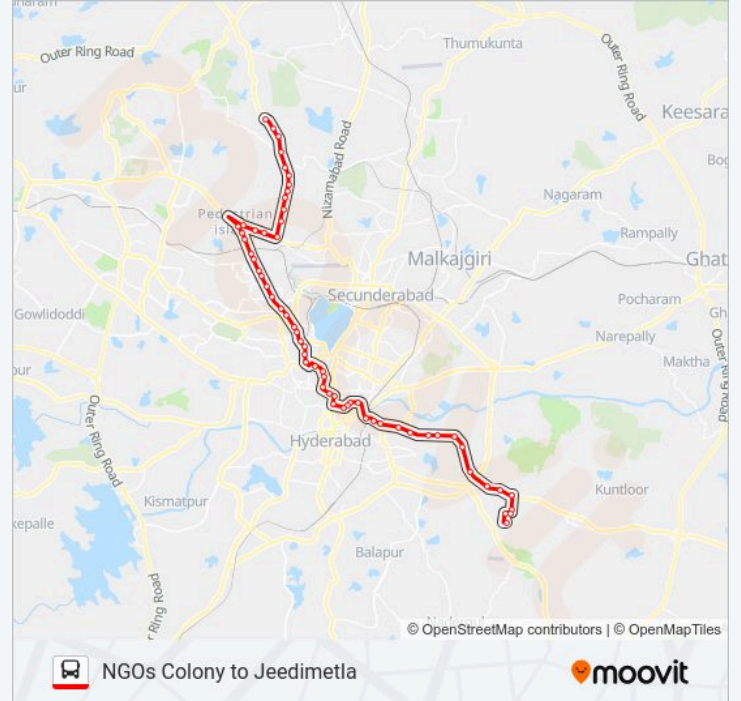 Outer Ring Road
Thumukunta
Outer Ring Road
Keesara
Nizamabad Road
Nagaram
Rampally
Malkajgiri
Ghat
Secunderabad
Pocharam
Gowlidoddi
Narepally
Maktha
Outer Ring Road
Outer Ring Road
Hyderabad
Kuntloor
Kismatpur
kepalle
Balapur
Ring Road
© OpenStreetMap contributors | © OpenMapTiles
NGOs Colony to Jeedimetla
moovit